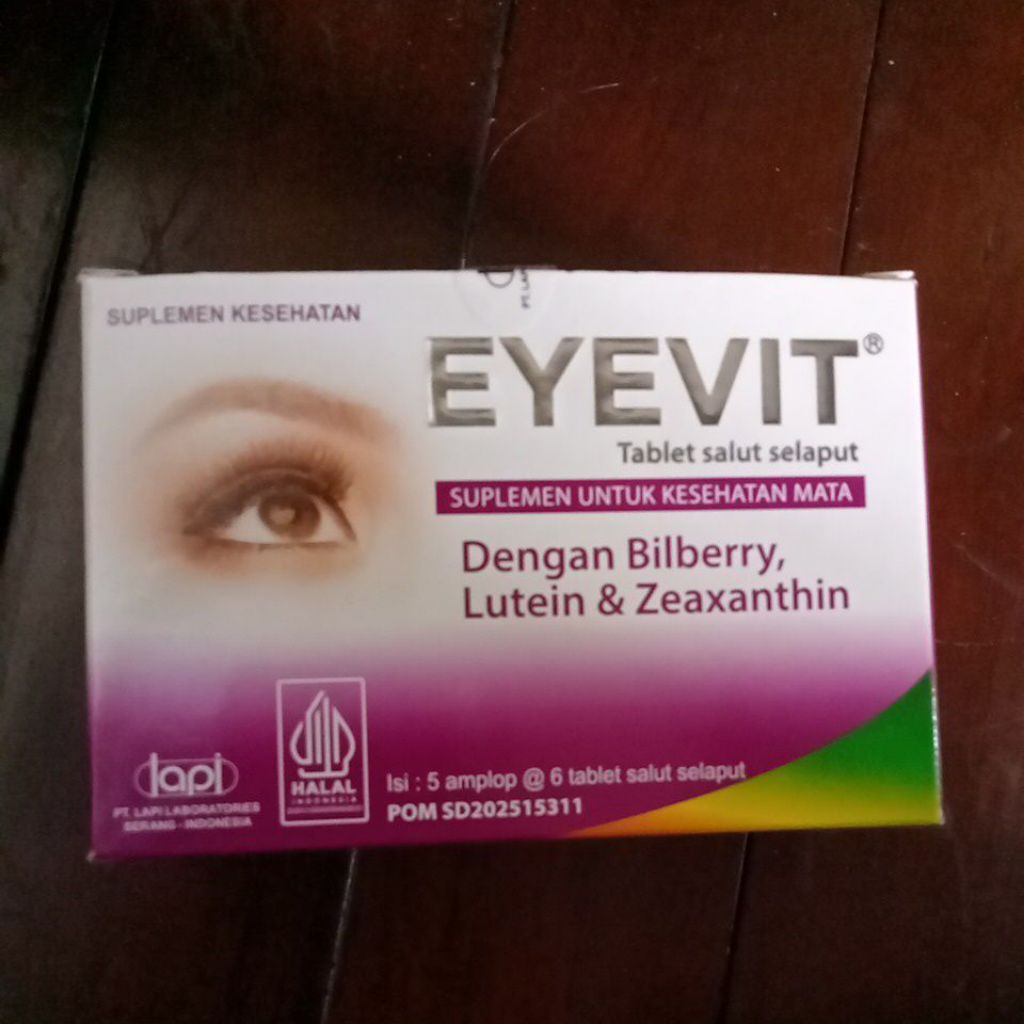 SUPLEMEN KESEHATAN
EYEVIT®
Tablet salut selaput
SUPLEMEN UNTUK KESEHATAN MATA
Dengan Bilberry,
Lutein & Zeaxanthin
HALAL
INDONESIA
lapi
PT. LAPI LABORATORIES
SERANG - INDONESIA
Isi : 5 amplop @ 6 tablet salut selaput
POM SD202515311